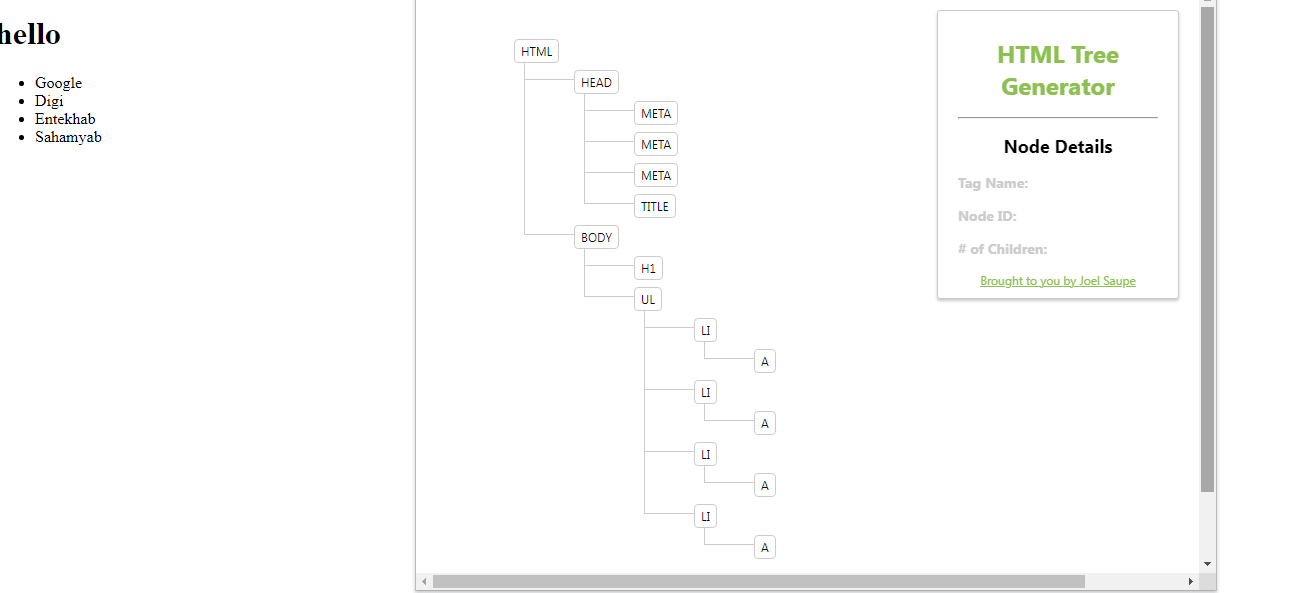 hello
Google
Digi
Entekhab
Sahamyab
HTML
HEAD
META
META
META
TITLE
BODY
H1
UL
LI
A
LI
A
LI
A
LI
A
HTML Tree
Generator
Node Details
Tag Name:
Node ID:
# of Children:
Brought to you by Joel Saupe